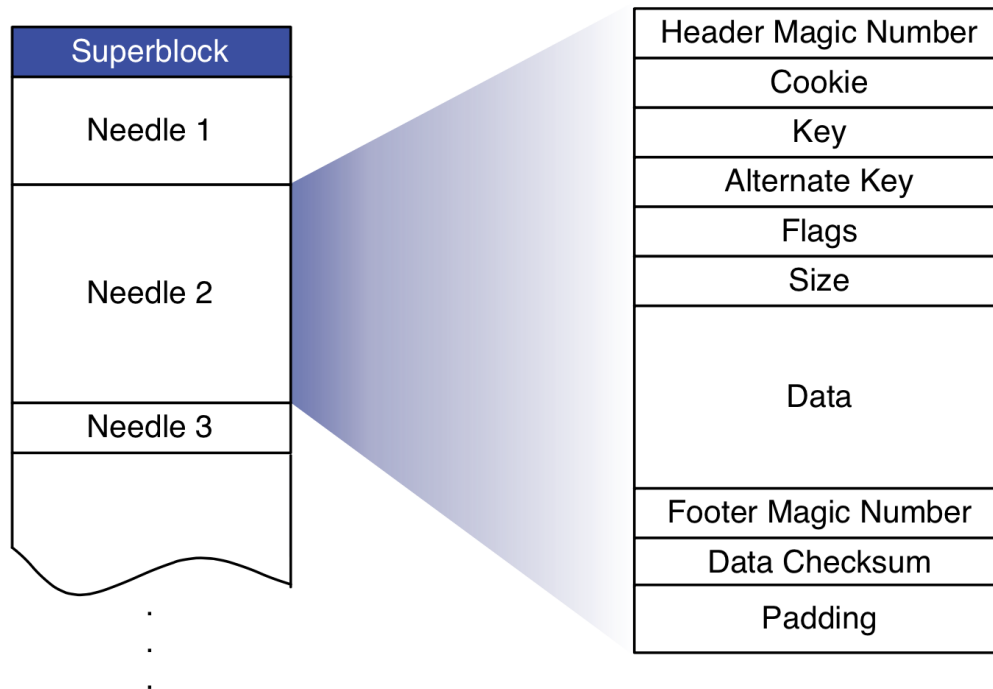 Superblock
Needle 1
Needle 2
Needle 3
.
.
.
Header Magic Number
Cookie
Key
Alternate Key
Flags
Size
Data
Footer Magic Number
Data Checksum
Padding